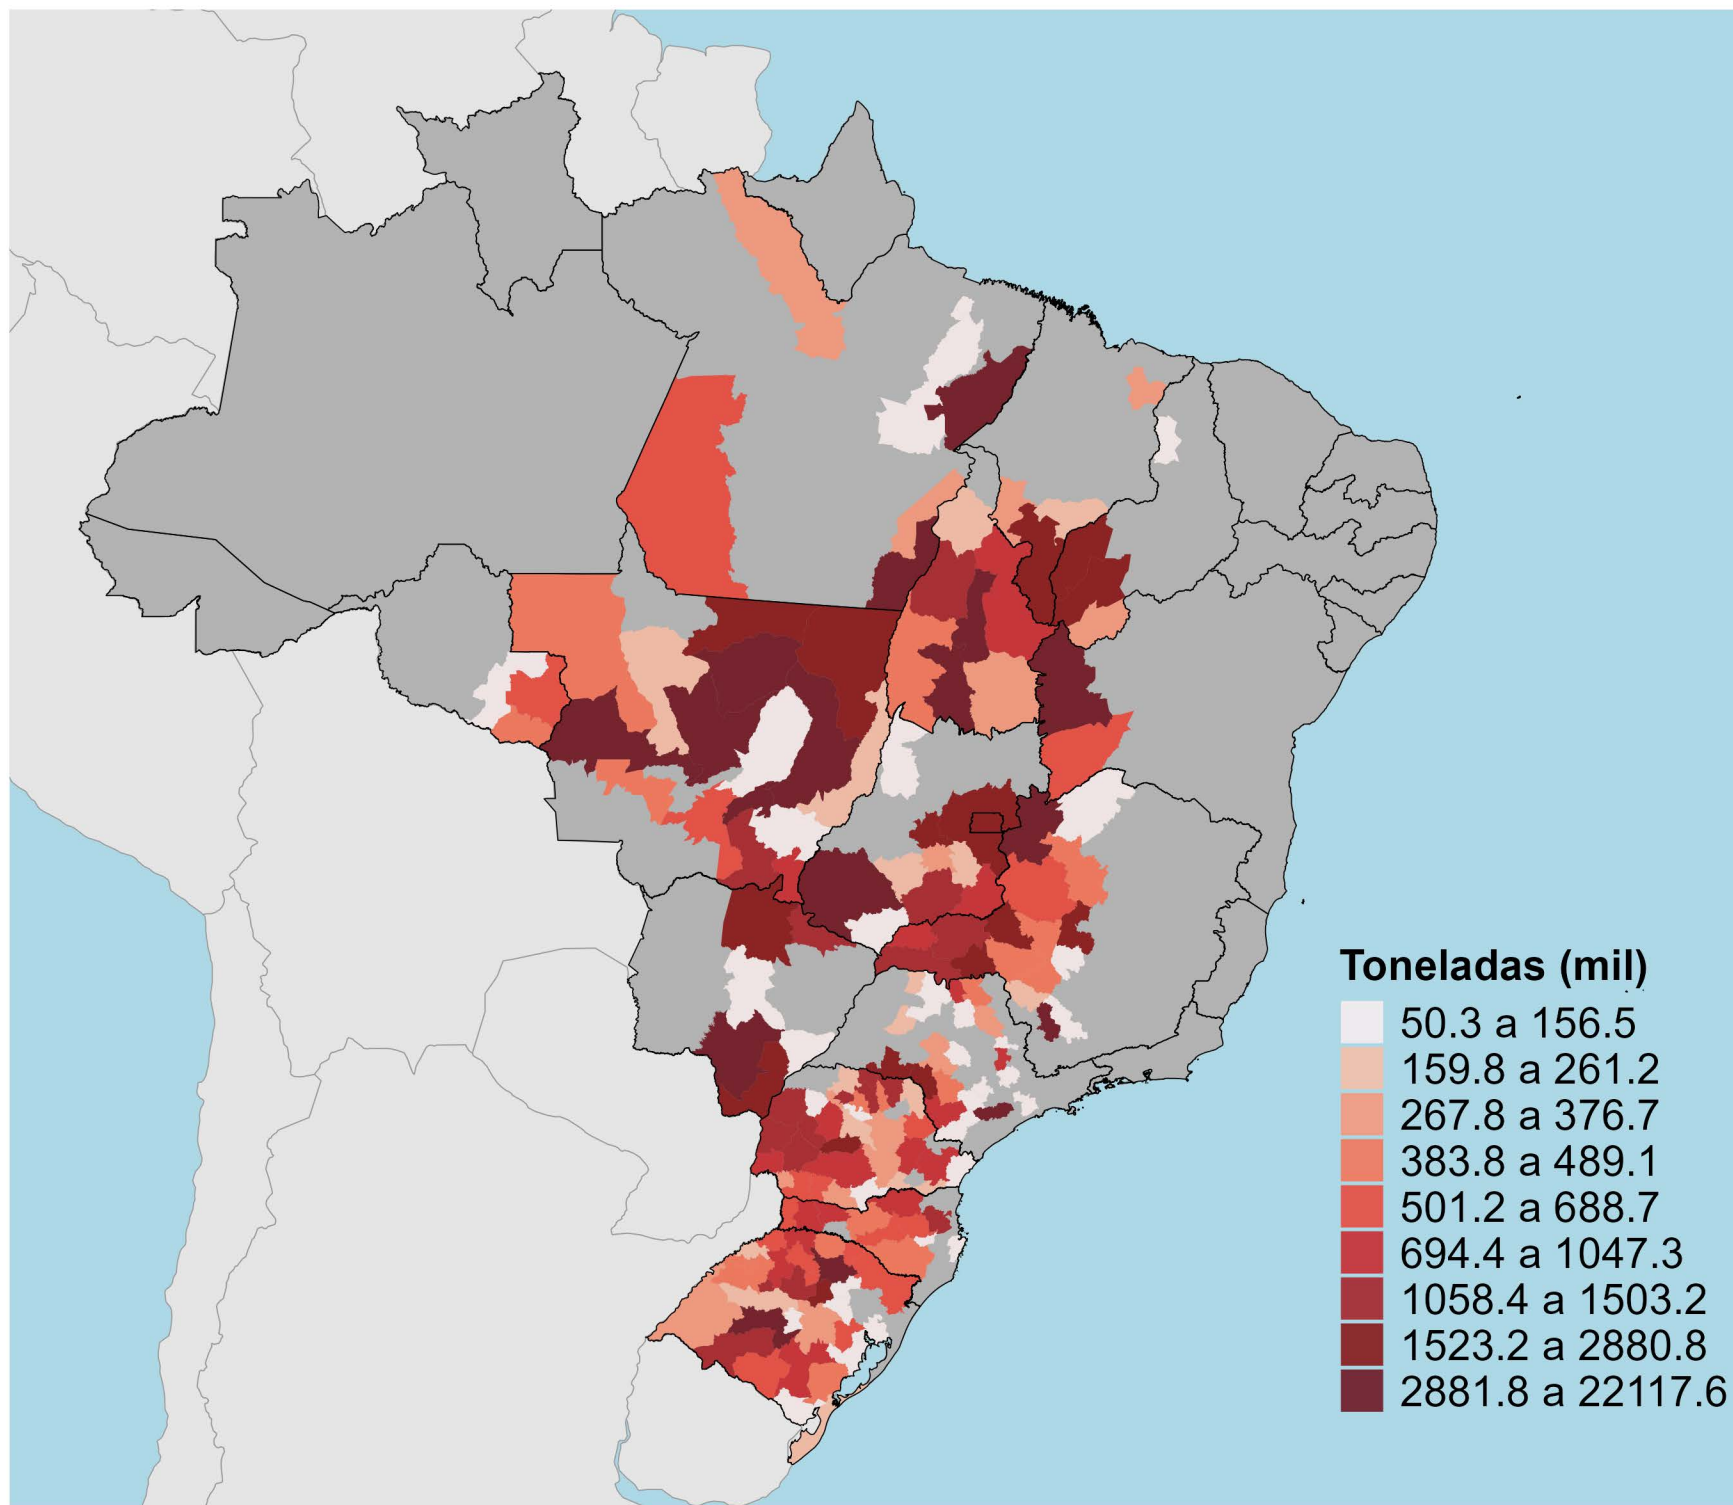 Toneladas (mil)
50.3 a 156.5
159.8 a 261.2
267.8 a 376.7
383.8 a 489.1
501.2 a 688.7
694.4 a 1047.3
1058.4 a 1503.2
1523.2 a 2880.8
2881.8 a 22117.6